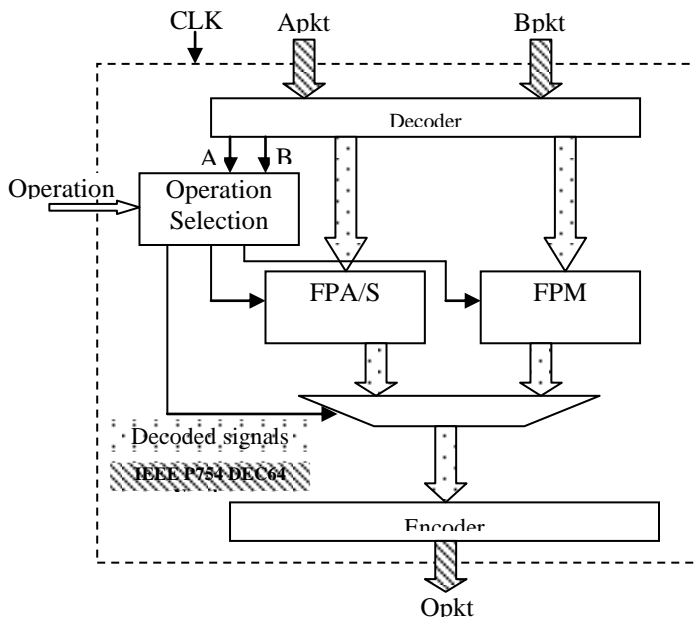 CLK
Apkt
Bpkt
Decoder
A
B
Operation
Operation
Selection
FPA/S
FPM
Decoded signals
IEEE P754 DEC64
Encoder
Opkt